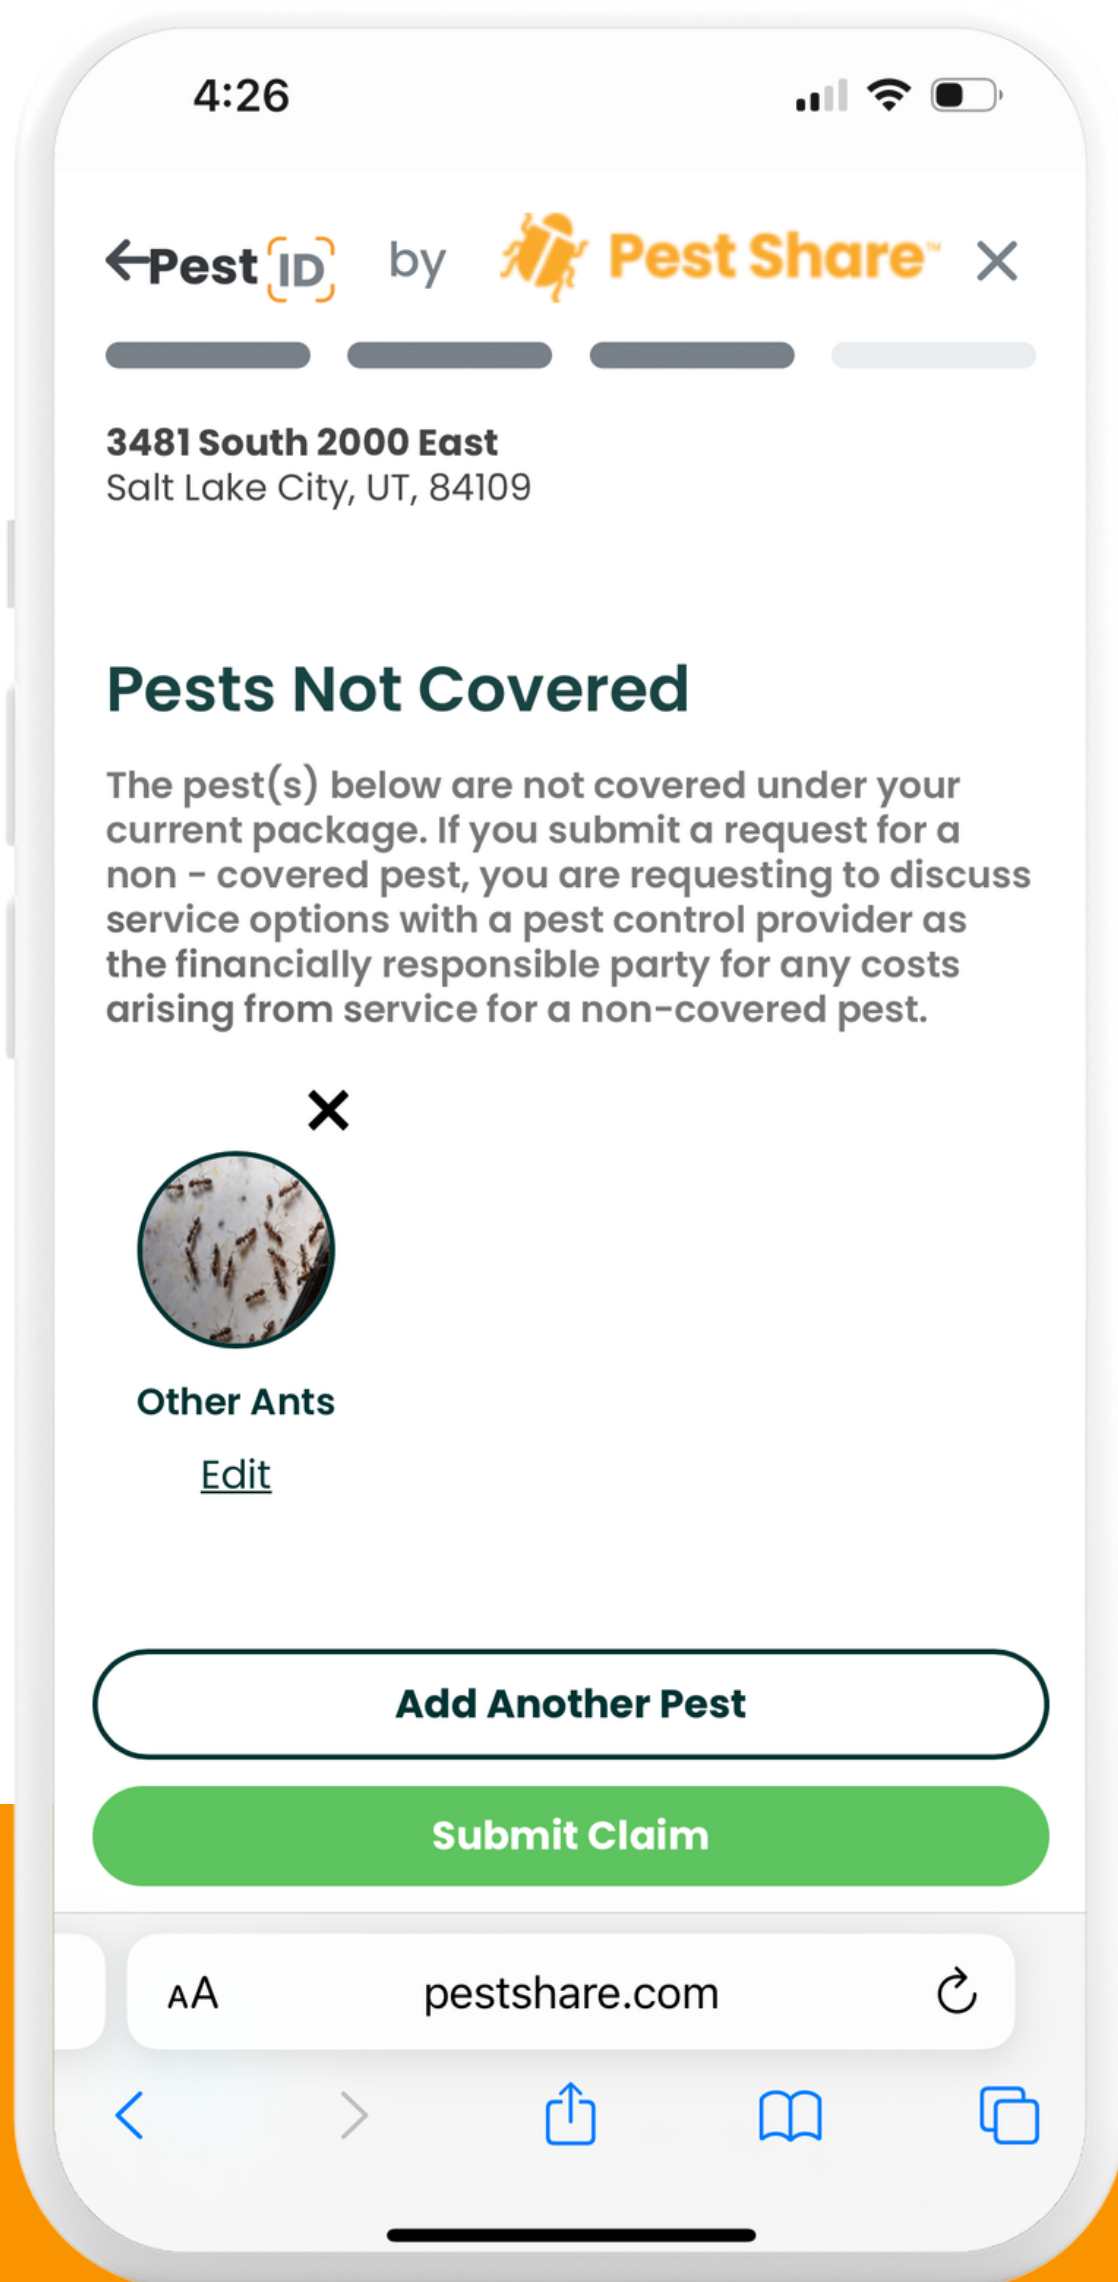 4:26
Pest ID by Pest Share™
3481 South 2000 East
Salt Lake City, UT, 84109
Pests Not Covered
The pest(s) below are not covered under your
current package. If you submit a request for a
non - covered pest, you are requesting to discuss
service options with a pest control provider as
the financially responsible party for any costs
arising from service for a non-covered pest.
Other Ants
Edit
Add Another Pest
Submit Claim
AA pestshare.com